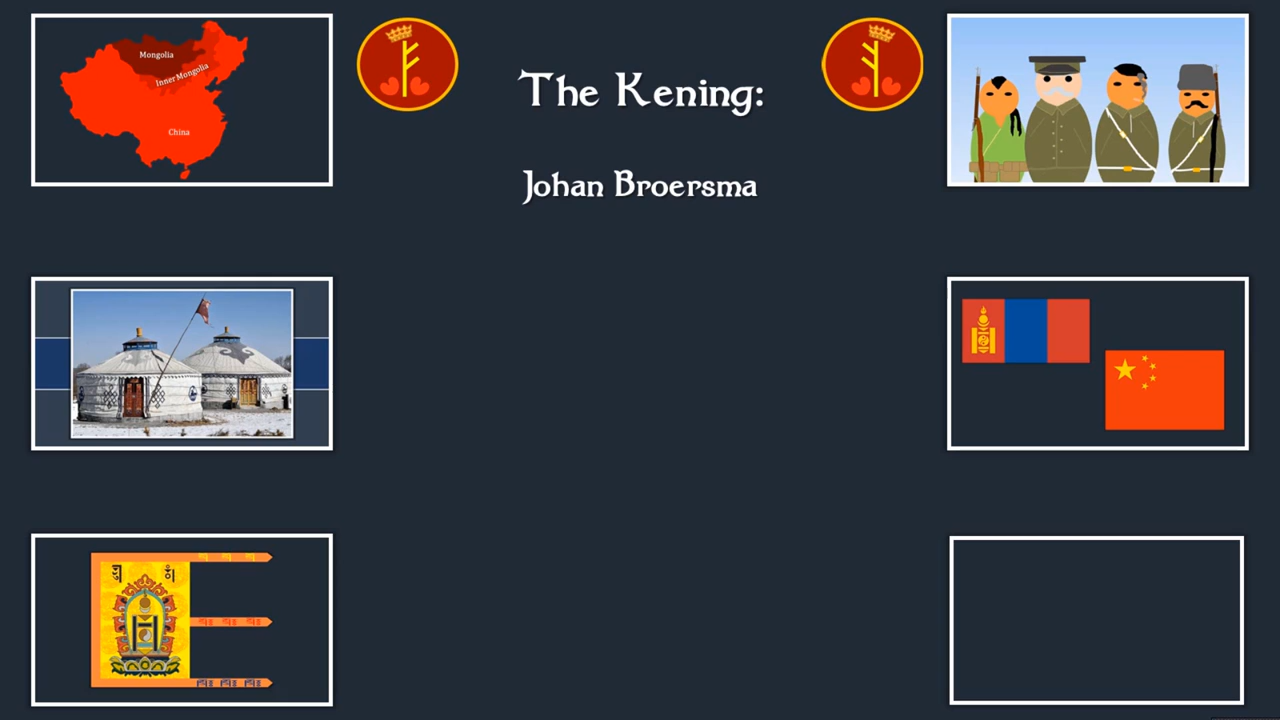 Mongolia
Inner Mongolia
China
The Kening:
Johan Broersma